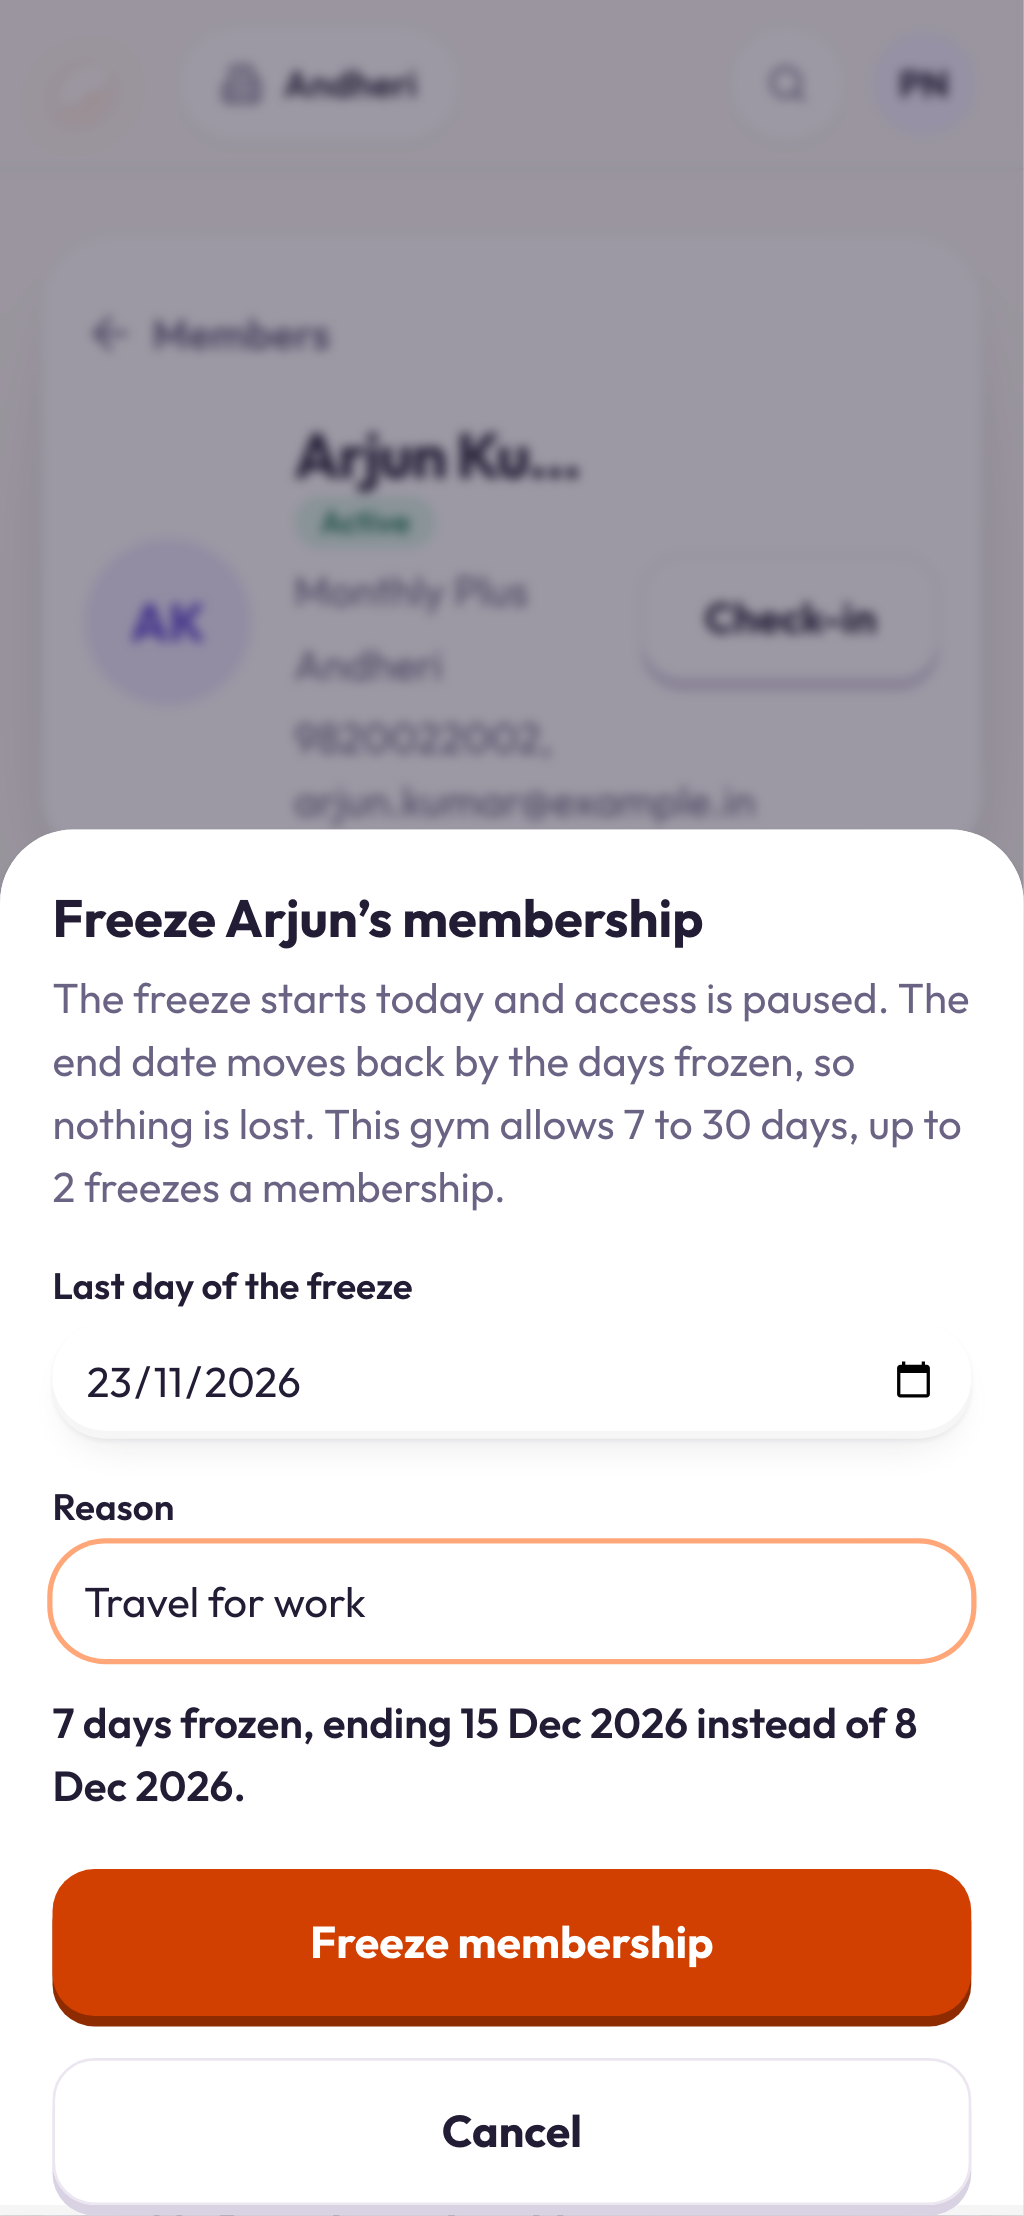 Andheri
PN
Members
Arjun Ku...
Active
AK
Monthly Plus
Check-in
Andheri
9820022002,
arjun.kumar@example.in
Freeze Arjun’s membership
The freeze starts today and access is paused. The
end date moves back by the days frozen, so
nothing is lost. This gym allows 7 to 30 days, up to
2 freezes a membership.
Last day of the freeze
23/11/2026
Reason
Travel for work
7 days frozen, ending 15 Dec 2026 instead of 8
Dec 2026.
Freeze membership
Cancel